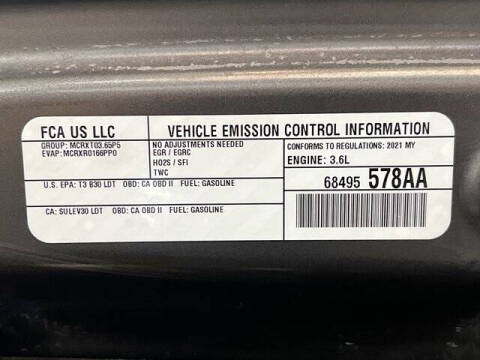 FCA US LLC
VEHICLE EMISSION CONTROL INFORMATION
GROUP: MCRXT03.65P5
EVAP: MCRXR0166PP0
NO ADJUSTMENTS NEEDED
EGR / EGRC
HO2S / SFI
TWC
CONFORMS TO REGULATIONS: 2021 MY
ENGINE: 3.6L
U.S. EPA: T3 B30 LDT OBD: CA OBD II FUEL: GASOLINE
68495 578AA
CA: SULEV30 LDT OBD: CA OBD II FUEL: GASOLINE